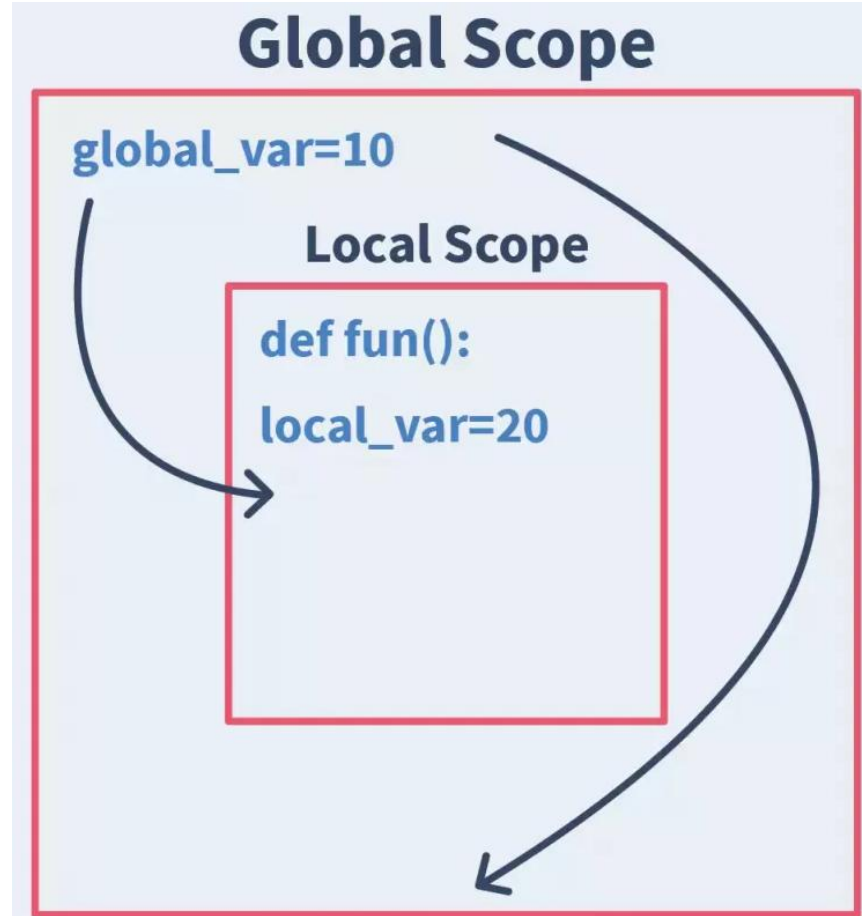 Global Scope
global_var=10
Local Scope
def fun():
local_var=20